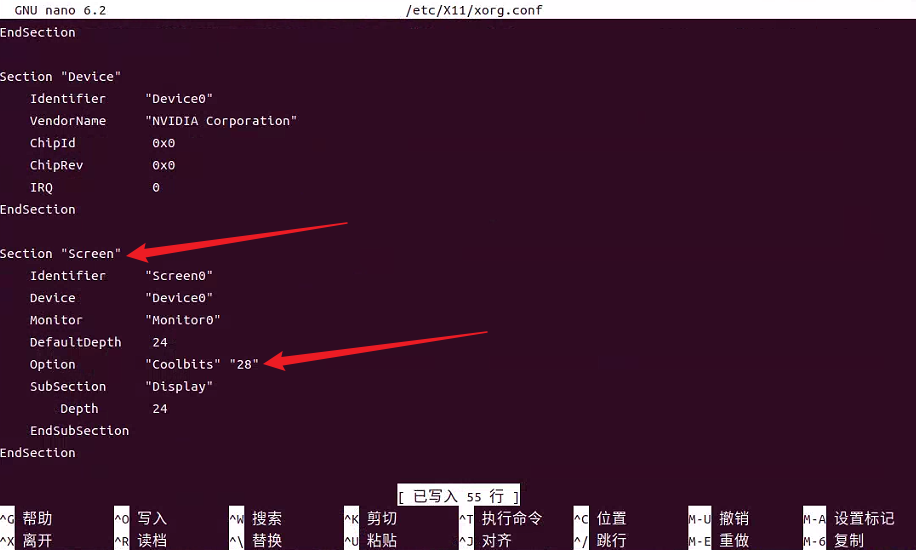 GNU nano 6.2 /etc/X11/xorg.conf
EndSection
Section "Device"
Identifier "Device0"
VendorName "NVIDIA Corporation"
ChipId 0x0
ChipRev 0x0
IRQ 0
EndSection
Section "Screen"
Identifier "Screen0"
Device "Device0"
Monitor "Monitor0"
DefaultDepth 24
Option "Coolbits" "28"
SubSection "Display"
Depth 24
EndSubSection
EndSection
[ 已写入 55 行 ]
^G 帮助 ^O 写入 ^W 搜索 ^K 剪切 ^T 执行命令 ^C 位置 M-U 撤销 M-A 设置标记
^X 离开 ^R 读档 ^\ 替换 ^U 粘贴 ^J 对齐 ^/ 跳行 M-E 重做 M-6 复制